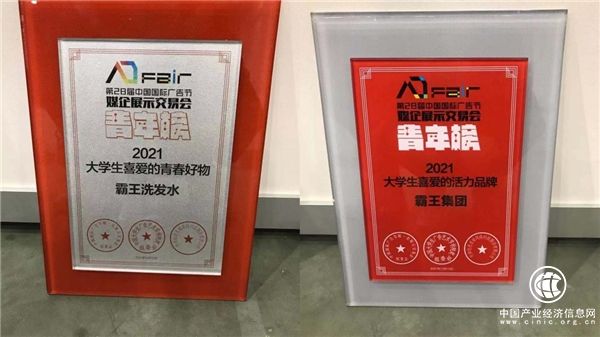 AD Fair
第28届中国国际广告节
媒企展示交易会
青年榜
2021
大学生喜爱的青春好物
霸王洗发水
AD Fair
第28届中国国际广告节
媒企展示交易会
青年榜
2021
大学生喜爱的活力品牌
霸王集团
中国产业经济信息网
www.cinic.org.cn